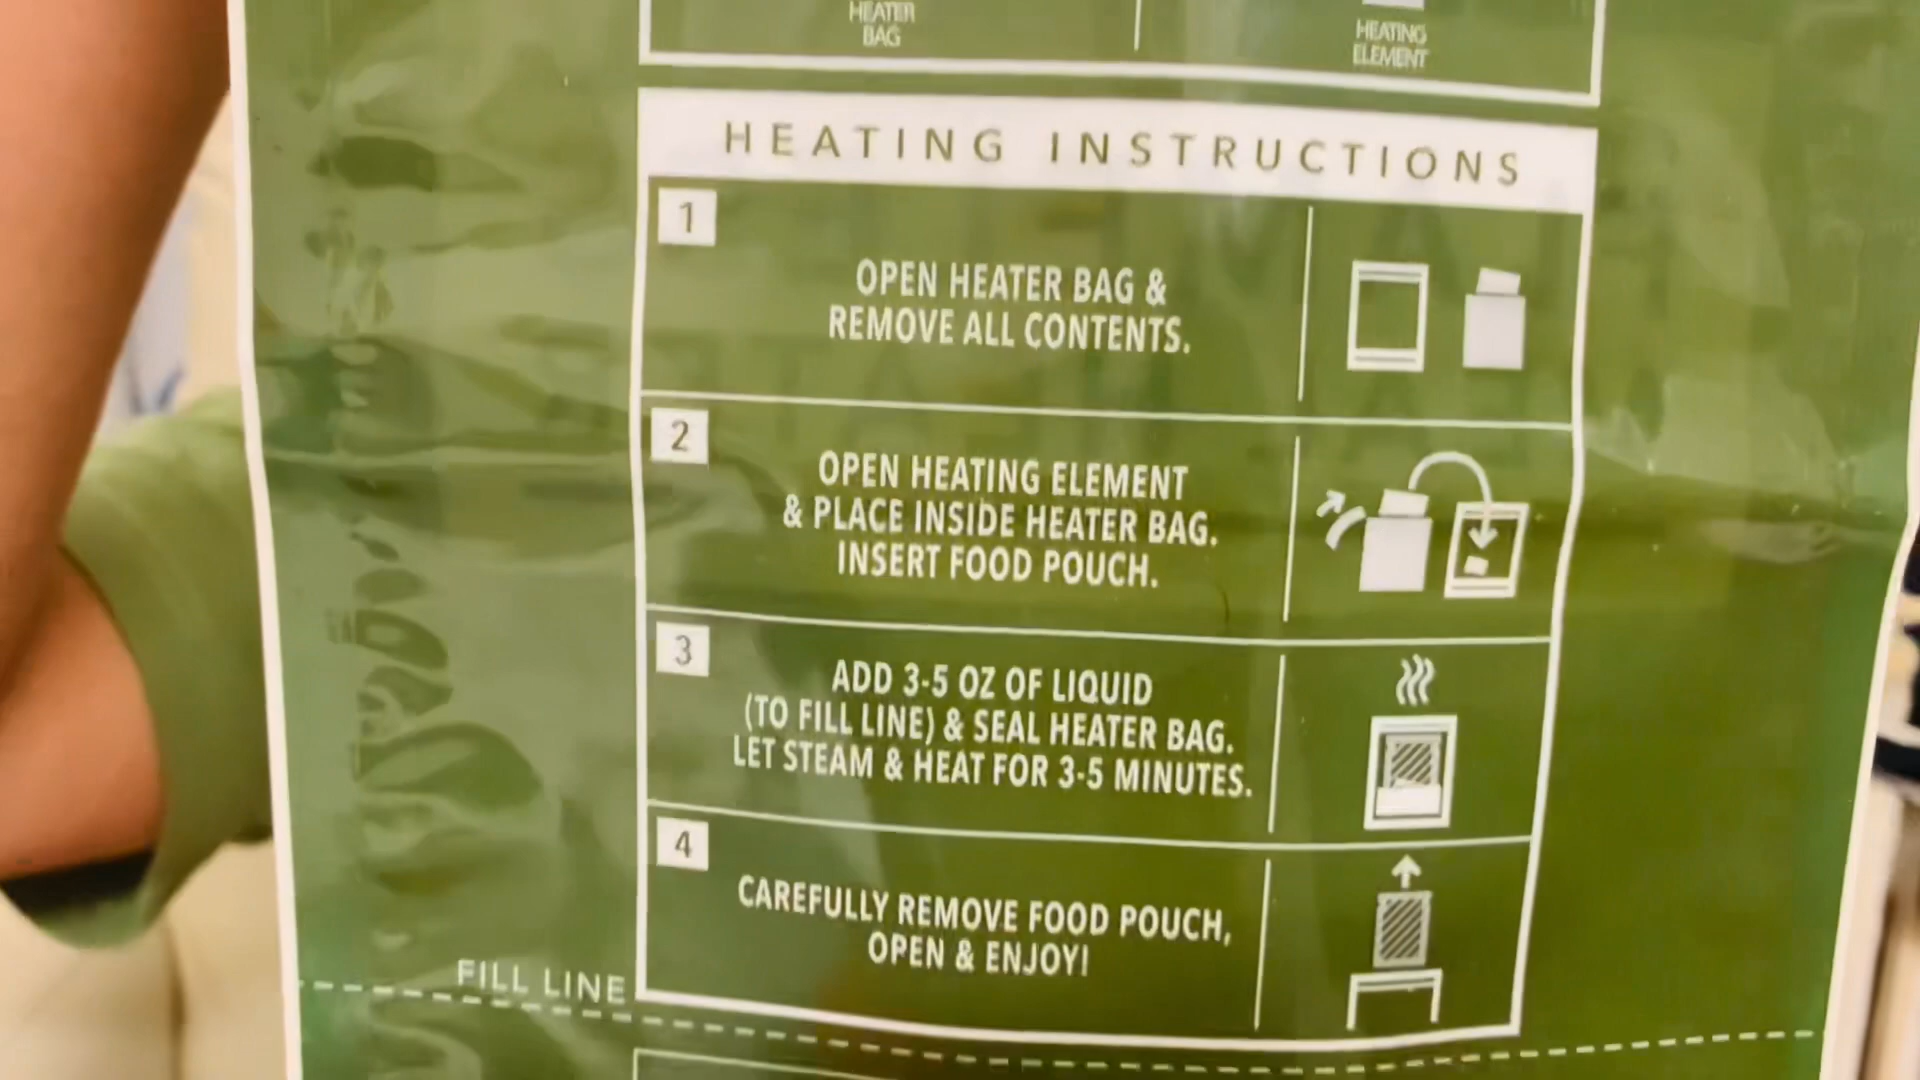 HEATER
BAG
HEATING
ELEMENT
HEATING INSTRUCTIONS
1
OPEN HEATER BAG &
REMOVE ALL CONTENTS.
2
OPEN HEATING ELEMENT
& PLACE INSIDE HEATER BAG.
INSERT FOOD POUCH.
3
ADD 3-5 OZ OF LIQUID
(TO FILL LINE) & SEAL HEATER BAG.
LET STEAM & HEAT FOR 3-5 MINUTES.
4
CAREFULLY REMOVE FOOD POUCH,
OPEN & ENJOY!
FILL LINE